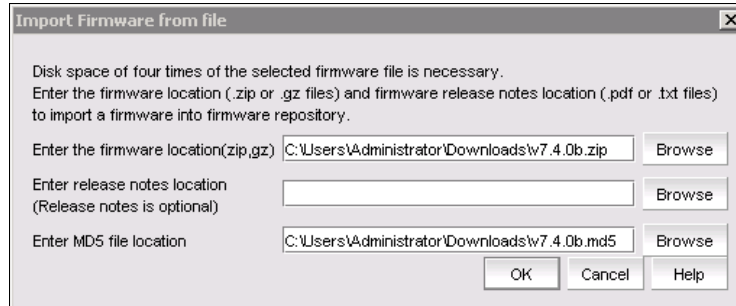 Import Firmware from file
Disk space of four times of the selected firmware file is necessary.
Enter the firmware location (.zip or .gz files) and firmware release notes location (.pdf or .txt files)
to import a firmware into firmware repository.
Enter the firmware location(zip,gz) C:\Users\Administrator\Downloads\v7.4.0b.zip Browse
Enter release notes location
(Release notes is optional) Browse
Enter MD5 file location C:\Users\Administrator\Downloads\v7.4.0b.md5 Browse
OK Cancel Help